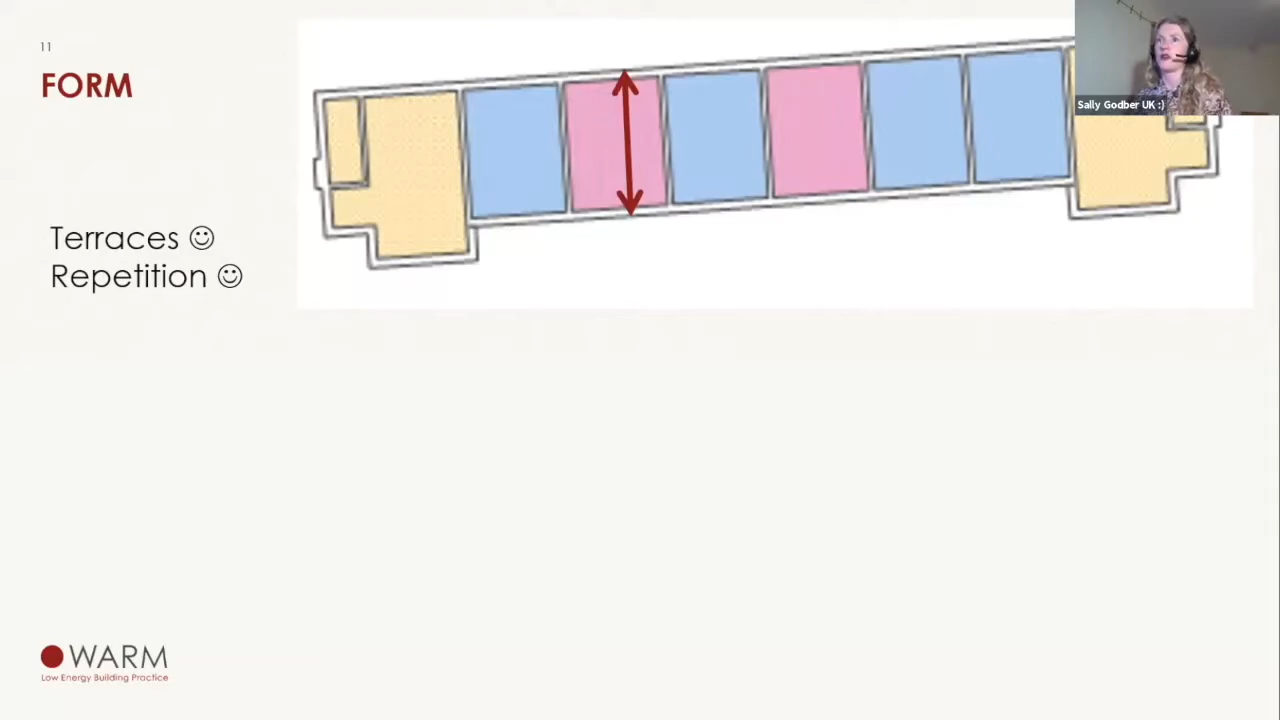 11
FORM
Sally Godber UK :)
Terraces ☺
Repetition ☺
WARM
Low Energy Building Practice